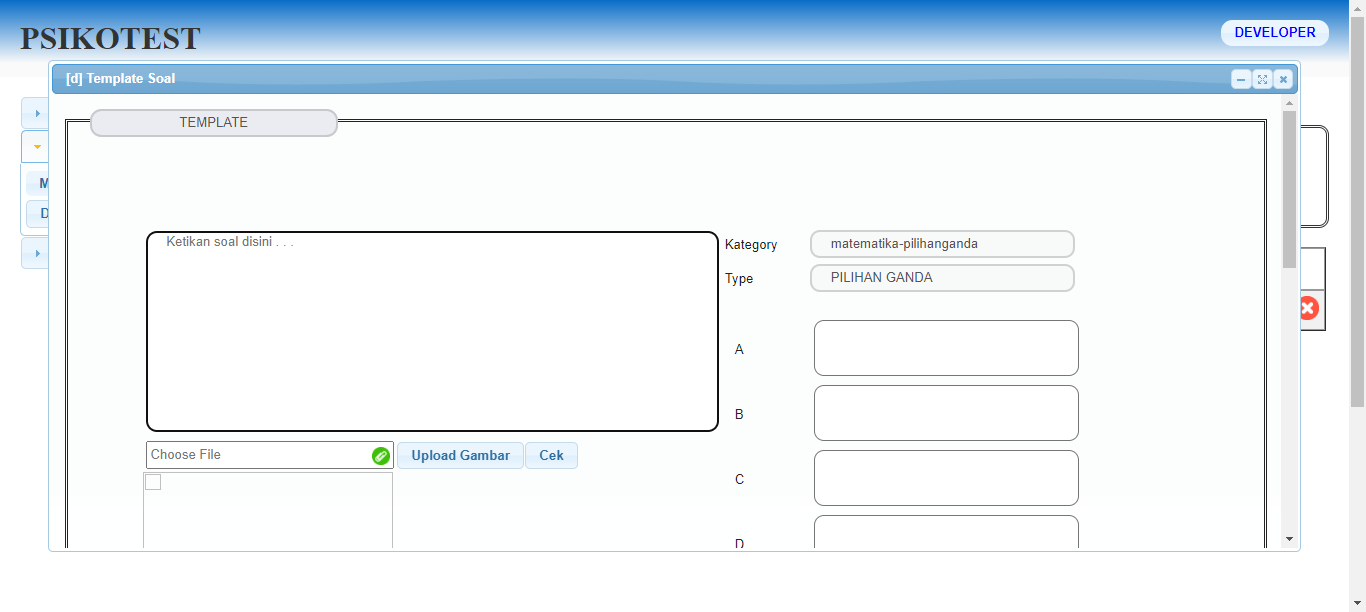 PSIKOTEST
DEVELOPER
[d] Template Soal
TEMPLATE
M
D
Ketikan soal disini . . .
Kategory
matematika-pilihanganda
Type
PILIHAN GANDA
A
B
C
D
Choose File
Upload Gambar
Cek